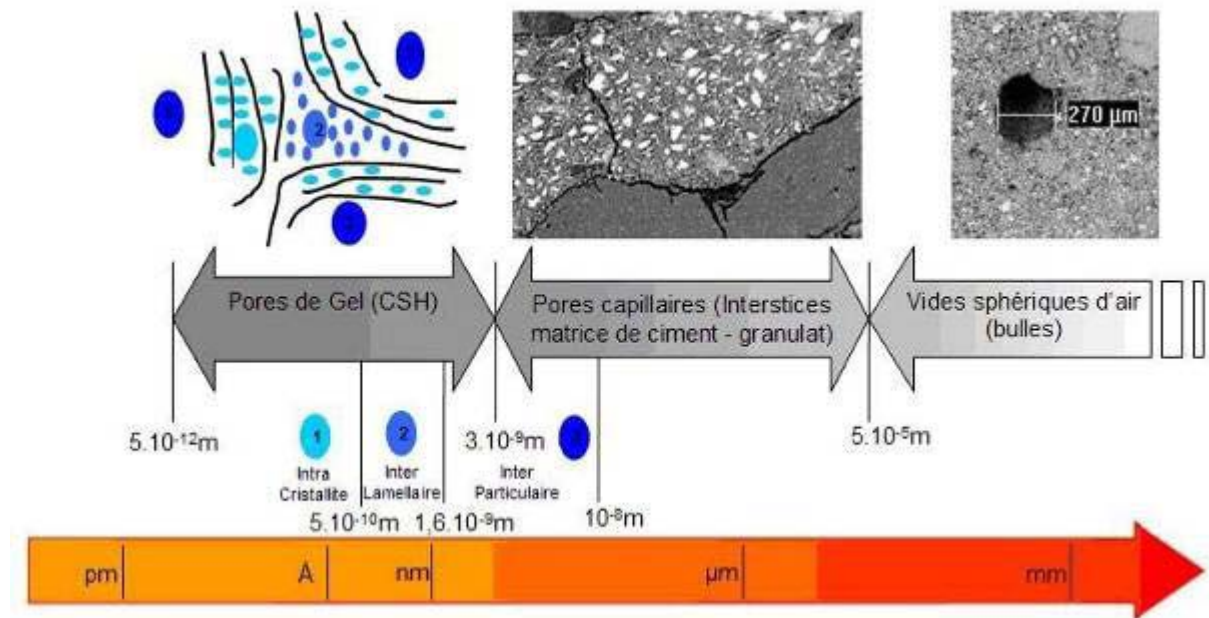 2
270 µm
Pores de Gel (CSH)
Pores capillaires (Interstices
matrice de ciment - granulat)
Vides sphériques d'air
(bulles)
5.10-12m
1
2
3.10-9m
5.10-5m
Intra
Cristallite
Inter
Lamellaire
Inter
Particulaire
5.10-10m
1,6.10-9m
10-8m
pm
Å
nm
µm
mm